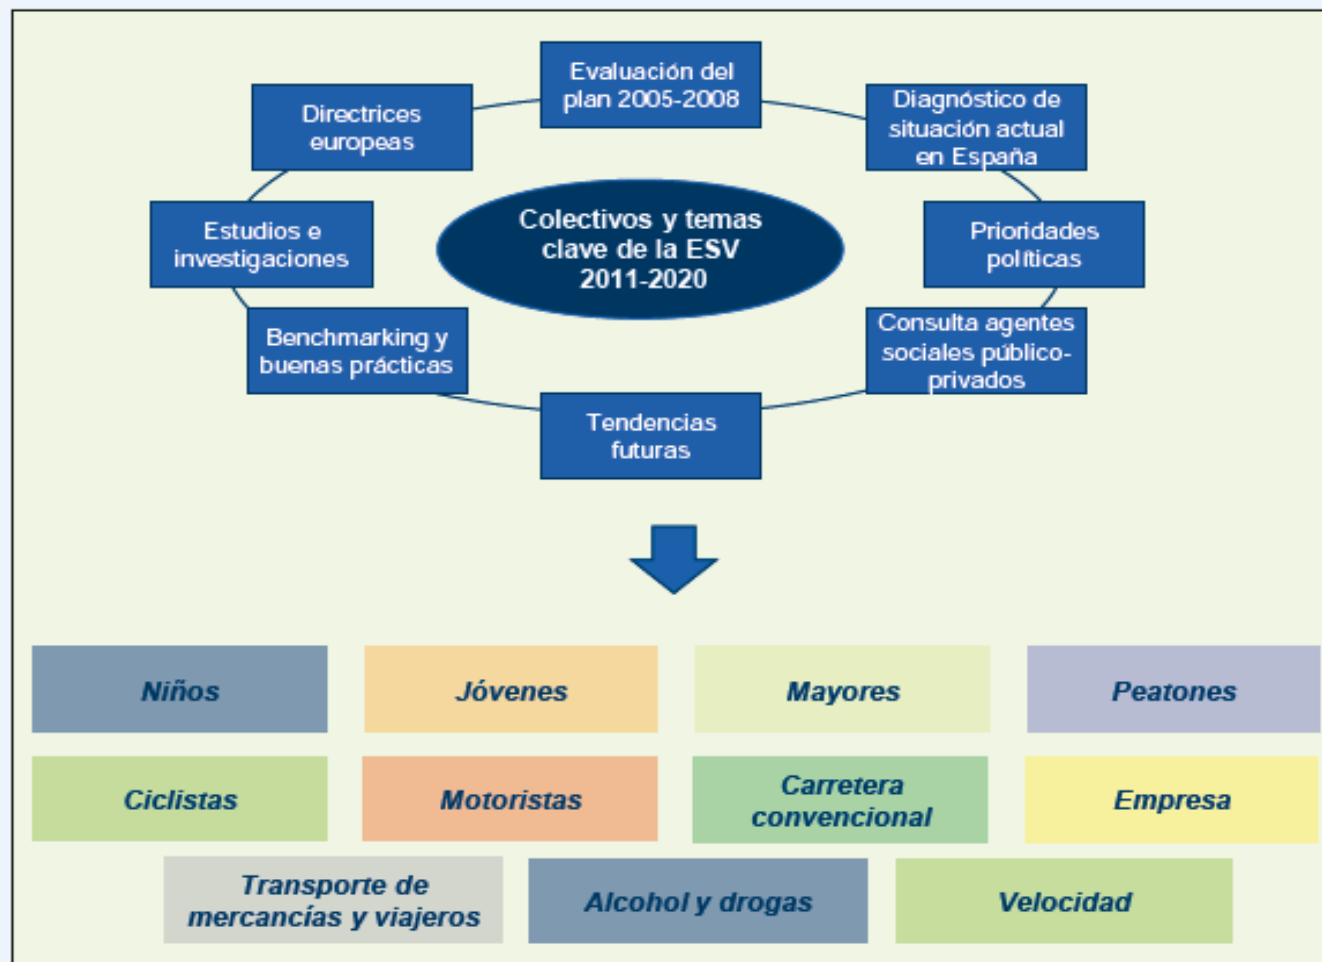 Evaluación del
plan 2005-2008
Directrices
europeas
Diagnóstico de
situación actual
en España
Estudios e
investigaciones
Colectivos y temas
clave de la ESV
2011-2020
Prioridades
políticas
Benchmarking y
buenas prácticas
Consulta agentes
sociales público-
privados
Tendencias
futuras
Niños
Jóvenes
Mayores
Peatones
Ciclistas
Motoristas
Carretera
convencional
Empresa
Transporte de
mercancías y viajeros
Alcohol y drogas
Velocidad